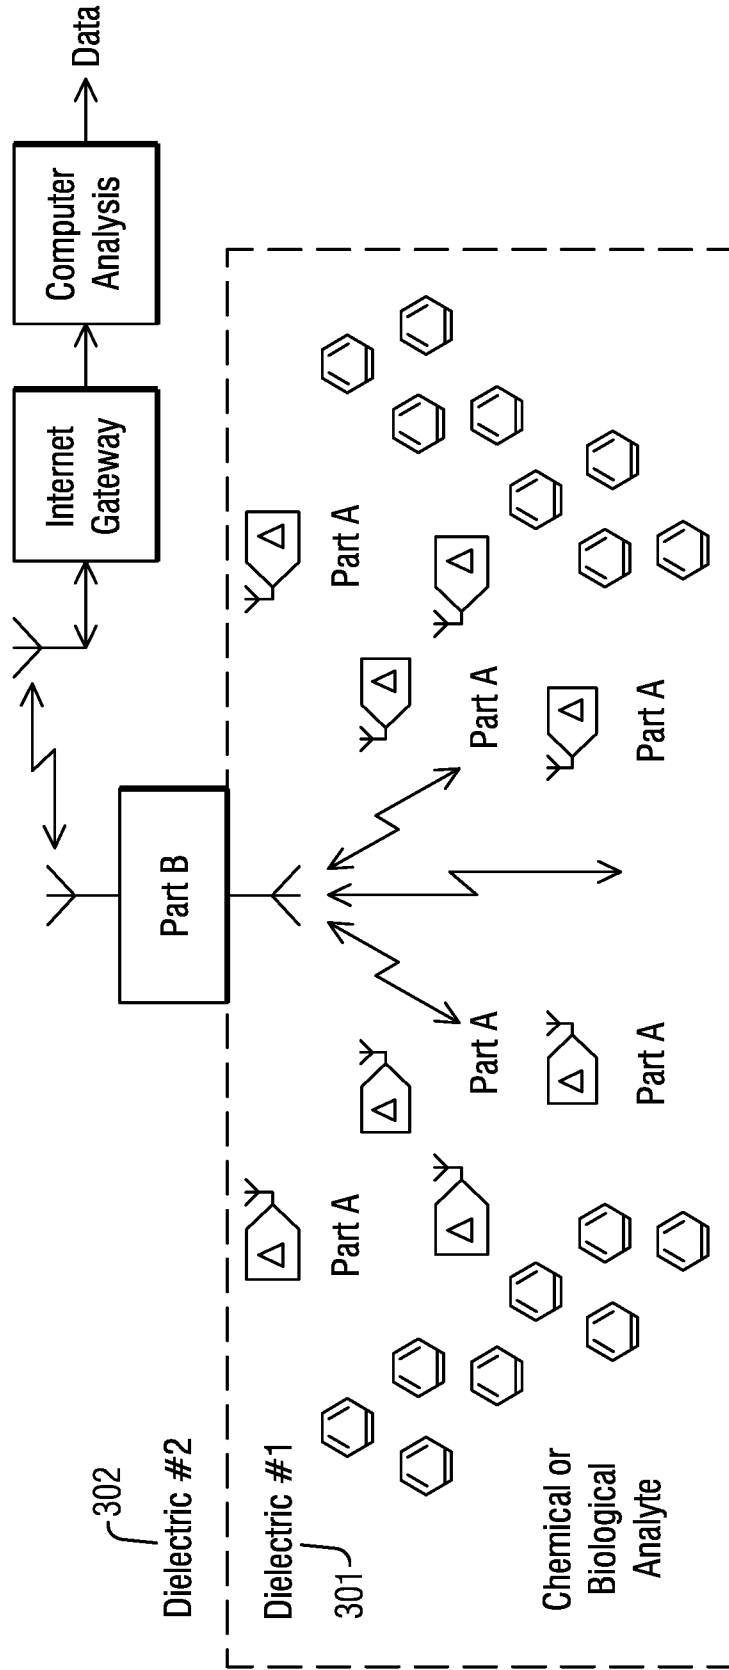 Internet
Gateway
Computer
Analysis
Data
302
Dielectric #2
Part B
Dielectric #1
301
Part A
Part A
Part A
Part A
Chemical or
Biological
Analyte
Part A
Part A